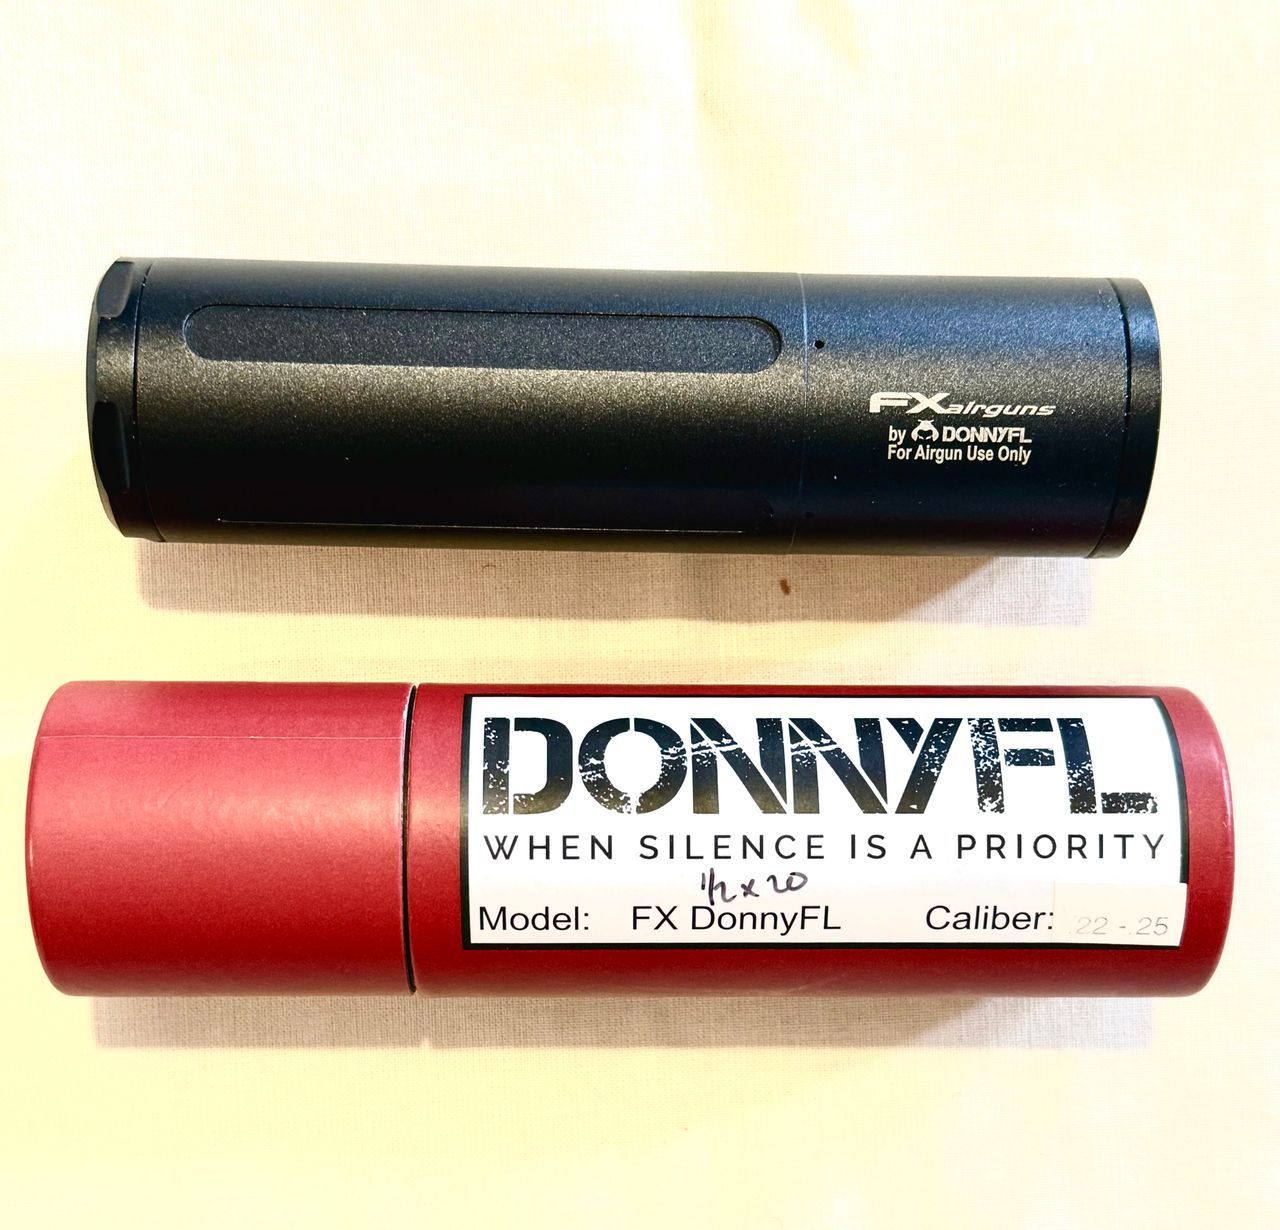 FXairguns
by DONNYFL
For Airgun Use Only
DONNYFL
WHEN SILENCE IS A PRIORITY
1/2 x 20
Model: FX DonnyFL Caliber: .22 - .25